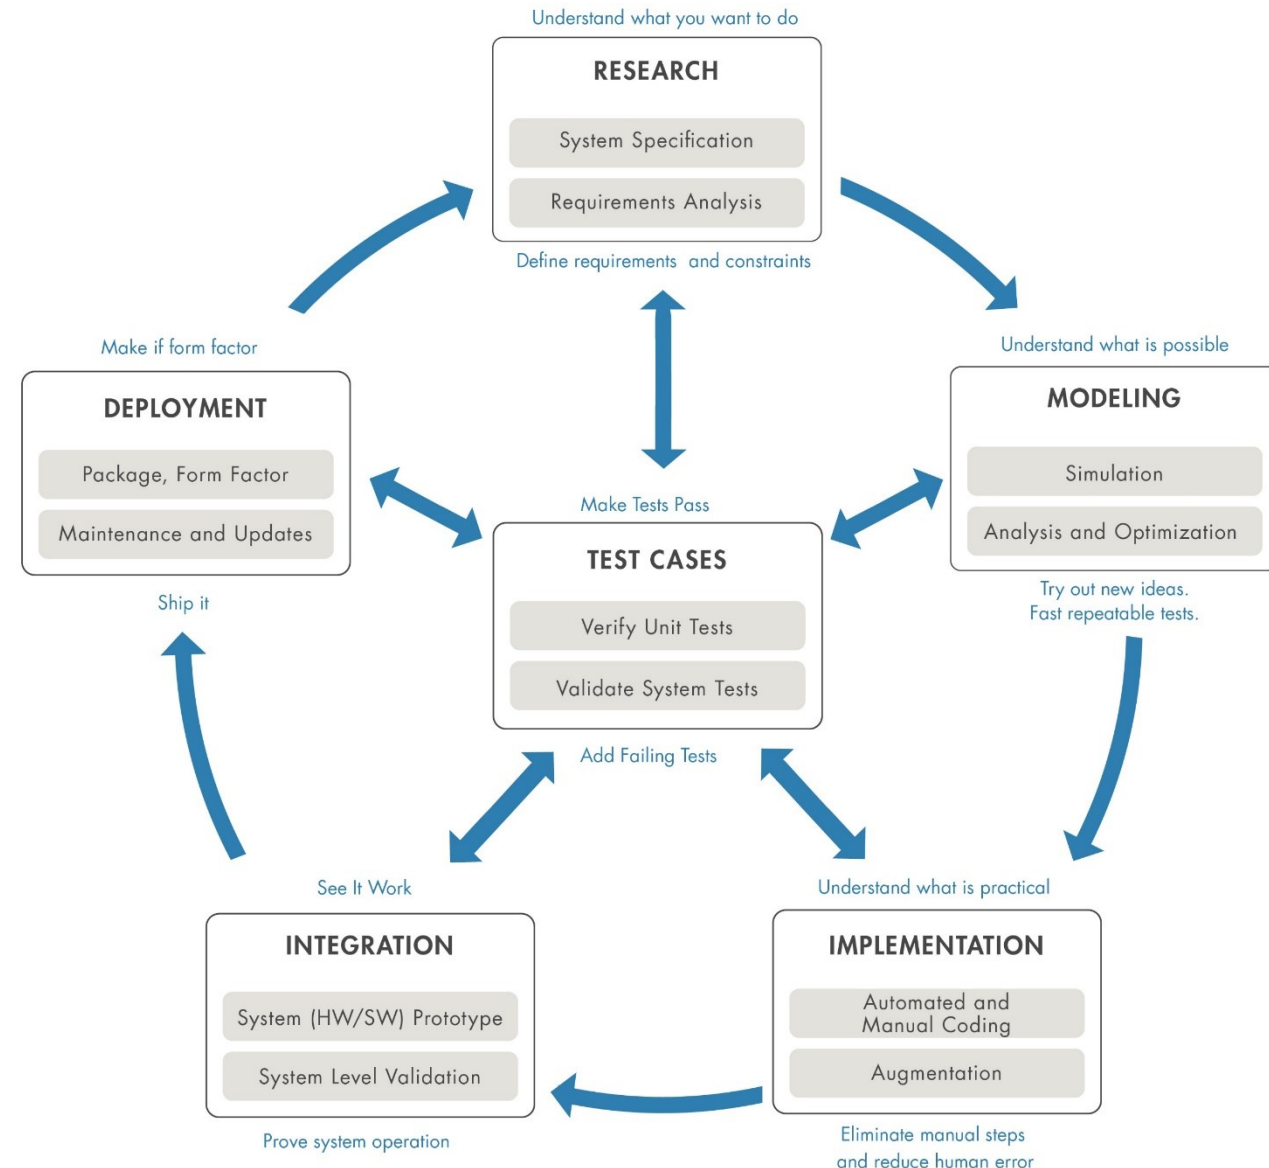 Understand what you want to do
RESEARCH
System Specification
Requirements Analysis
Define requirements and constraints
Make if form factor
DEPLOYMENT
Package, Form Factor
Maintenance and Updates
Ship it
Understand what is possible
MODELING
Simulation
Analysis and Optimization
Try out new ideas.
Fast repeatable tests.
Make Tests Pass
TEST CASES
Verify Unit Tests
Validate System Tests
Add Failing Tests
See It Work
INTEGRATION
System (HW/SW) Prototype
System Level Validation
Prove system operation
Understand what is practical
IMPLEMENTATION
Automated and
Manual Coding
Augmentation
Eliminate manual steps
and reduce human error